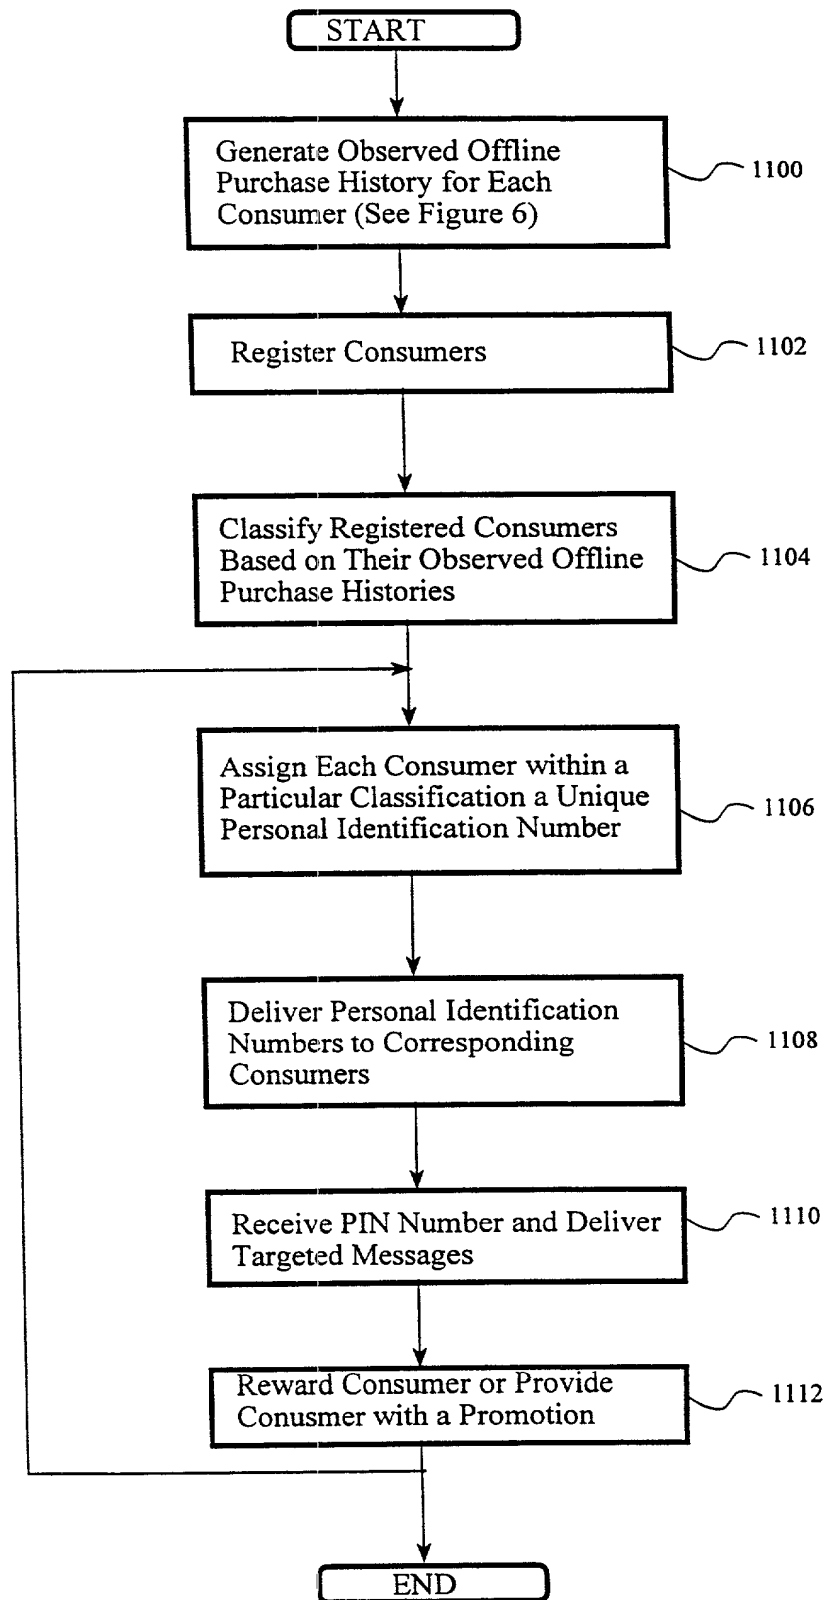 START
Generate Observed Offline
Purchase History for Each
Consumer (See Figure 6)
1100
Register Consumers
1102
Classify Registered Consumers
Based on Their Observed Offline
Purchase Histories
1104
Assign Each Consumer within a
Particular Classification a Unique
Personal Identification Number
1106
Deliver Personal Identification
Numbers to Corresponding
Consumers
1108
Receive PIN Number and Deliver
Targeted Messages
1110
Reward Consumer or Provide
Conusmer with a Promotion
1112
END